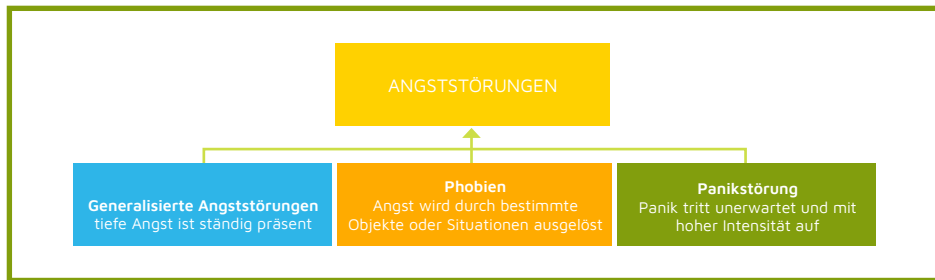 ANGSTSTÖRUNGEN
Generalisierte Angststörungen
tiefe Angst ist ständig präsent
Phobien
Angst wird durch bestimmte
Objekte oder Situationen ausgelöst
Panikstörung
Panik tritt unerwartet und mit
hoher Intensität auf